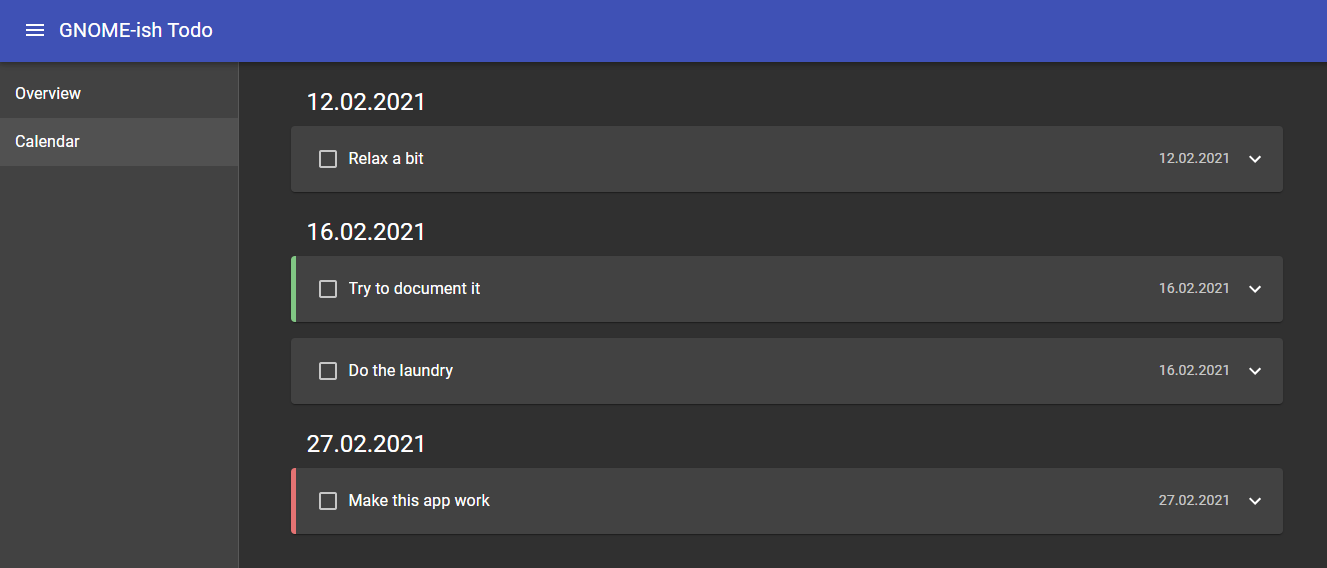 GNOME-ish Todo
Overview
Calendar
12.02.2021
Relax a bit 12.02.2021
16.02.2021
Try to document it 16.02.2021
Do the laundry 16.02.2021
27.02.2021
Make this app work 27.02.2021